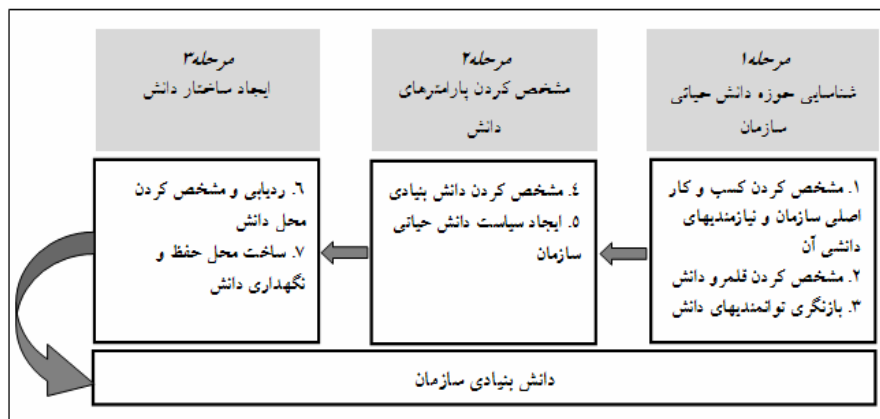 مرحله۱
شناسایی حوزه دانش حیاتی
سازمان
۱. مشخص کردن کسب و کار
اصلی سازمان و نیازمندیهای
دانشی آن
۲. مشخص کردن قلمرو دانش
۳. بازنگری توانمندیهای دانش
مرحله۲
مشخص کردن پارامترهای
دانش
۴. مشخص کردن دانش بنیادی
۵. ایجاد سیاست دانش حیاتی
سازمان
مرحله۳
ایجاد ساختار دانش
۶. ردیابی و مشخص کردن
محل دانش
۷. ساخت محل حفظ و
نگهداری دانش
دانش بنیادی سازمان